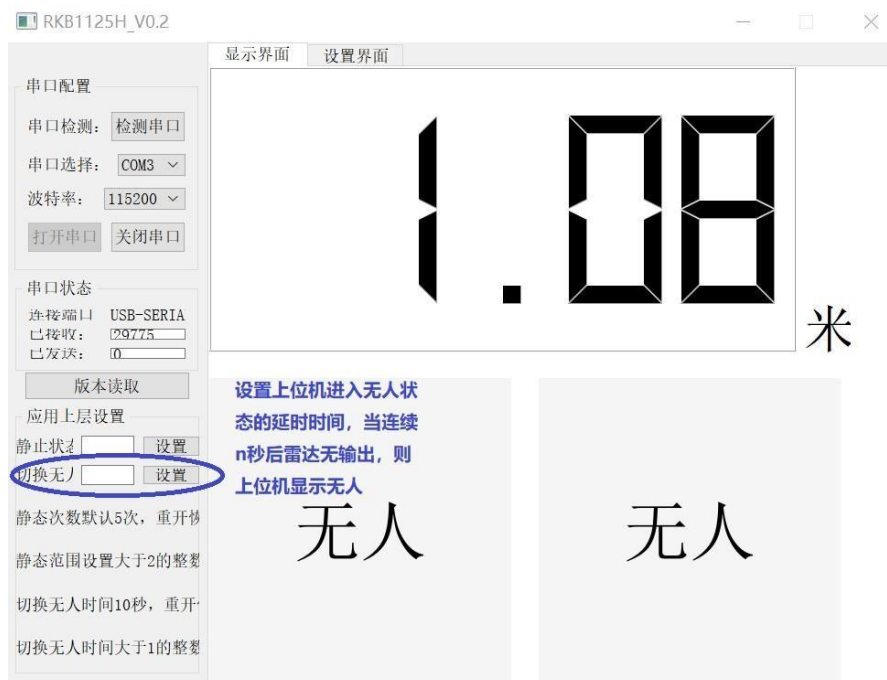 RKB1125H_V0.2
显示界面
设置界面
串口配置
串口检测：
检测串口
串口选择：
COM3
波特率：
115200
打开串口
关闭串口
1.08
米
串口状态
连接端口
USB-SERIA
已接收：
29775
已发送：
0
版本读取
应用上层设置
静止状态
设置
切换无人
设置
静态次数默认5次，重开恢
静态范围设置大于2的整数
切换无人时间10秒，重开
切换无人时间大于1的整数
设置上位机进入无人状
态的延时时间，当连续
n秒后雷达无输出，则
上位机显示无人
无人
无人